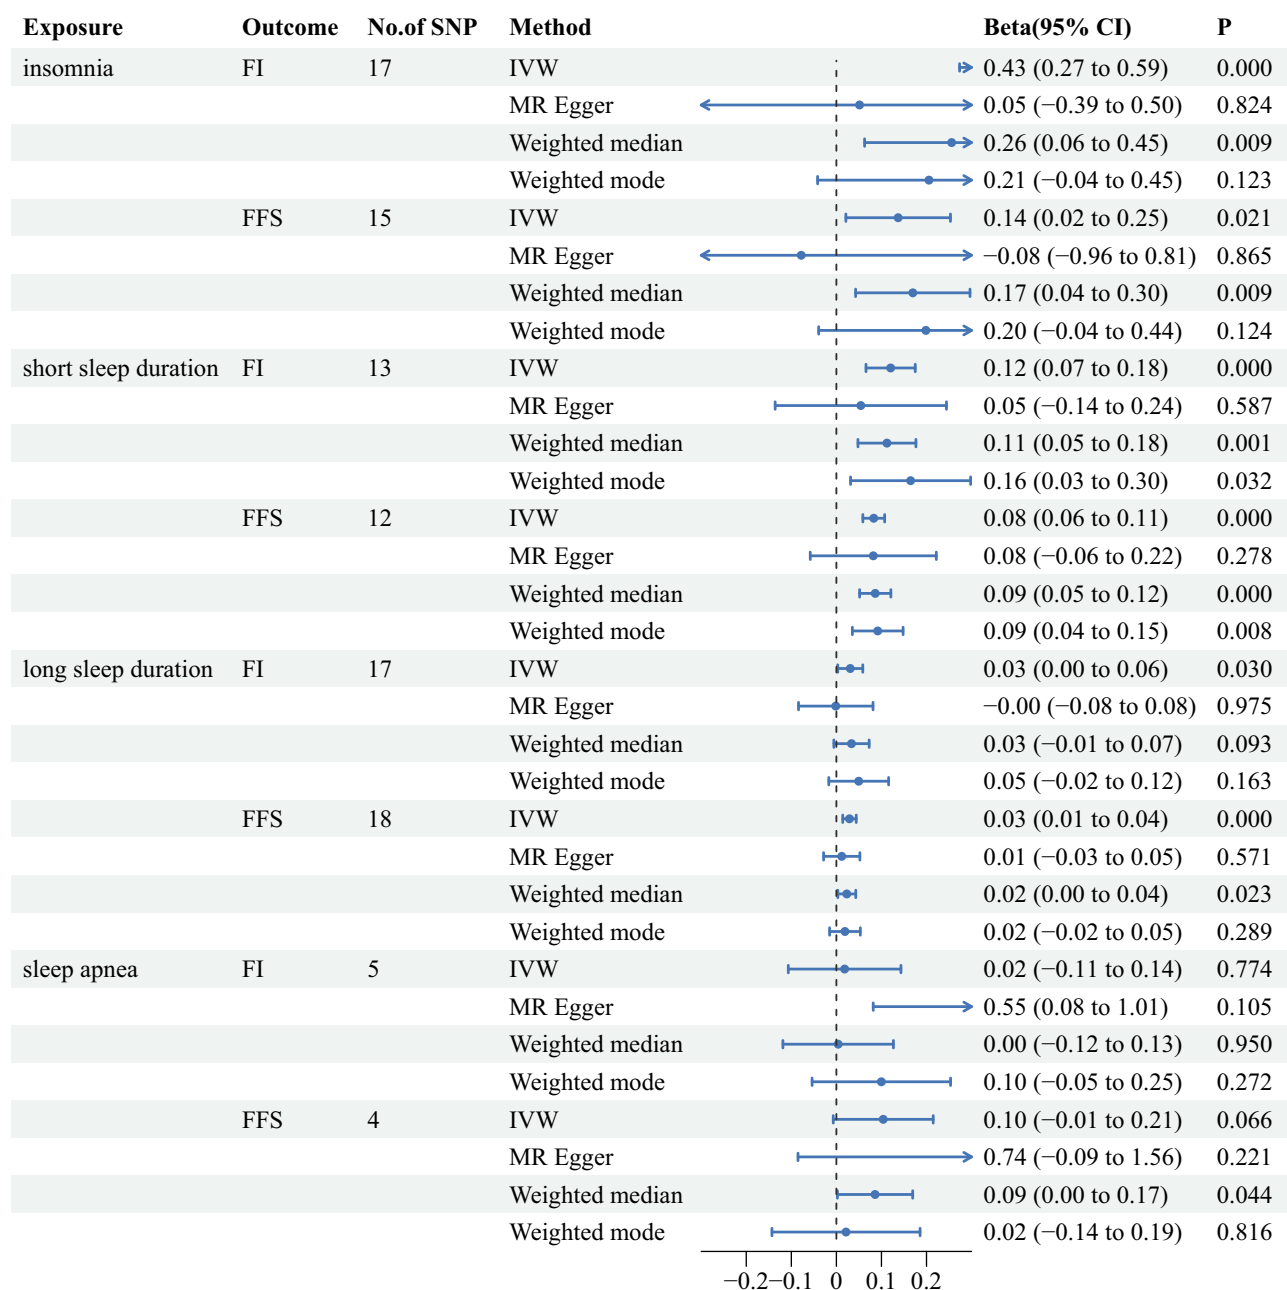 Exposure Outcome No.of SNP Method Beta(95% CI) P
insomnia FI 17 IVW 0.43 (0.27 to 0.59) 0.000
MR Egger 0.05 (−0.39 to 0.50) 0.824
Weighted median 0.26 (0.06 to 0.45) 0.009
Weighted mode 0.21 (−0.04 to 0.45) 0.123
FFS 15 IVW 0.14 (0.02 to 0.25) 0.021
MR Egger −0.08 (−0.96 to 0.81) 0.865
Weighted median 0.17 (0.04 to 0.30) 0.009
Weighted mode 0.20 (−0.04 to 0.44) 0.124
short sleep duration FI 13 IVW 0.12 (0.07 to 0.18) 0.000
MR Egger 0.05 (−0.14 to 0.24) 0.587
Weighted median 0.11 (0.05 to 0.18) 0.001
Weighted mode 0.16 (0.03 to 0.30) 0.032
FFS 12 IVW 0.08 (0.06 to 0.11) 0.000
MR Egger 0.08 (−0.06 to 0.22) 0.278
Weighted median 0.09 (0.05 to 0.12) 0.000
Weighted mode 0.09 (0.04 to 0.15) 0.008
long sleep duration FI 17 IVW 0.03 (0.00 to 0.06) 0.030
MR Egger −0.00 (−0.08 to 0.08) 0.975
Weighted median 0.03 (−0.01 to 0.07) 0.093
Weighted mode 0.05 (−0.02 to 0.12) 0.163
FFS 18 IVW 0.03 (0.01 to 0.04) 0.000
MR Egger 0.01 (−0.03 to 0.05) 0.571
Weighted median 0.02 (0.00 to 0.04) 0.023
Weighted mode 0.02 (−0.02 to 0.05) 0.289
sleep apnea FI 5 IVW 0.02 (−0.11 to 0.14) 0.774
MR Egger 0.55 (0.08 to 1.01) 0.105
Weighted median 0.00 (−0.12 to 0.13) 0.950
Weighted mode 0.10 (−0.05 to 0.25) 0.272
FFS 4 IVW 0.10 (−0.01 to 0.21) 0.066
MR Egger 0.74 (−0.09 to 1.56) 0.221
Weighted median 0.09 (0.00 to 0.17) 0.044
Weighted mode 0.02 (−0.14 to 0.19) 0.816
−0.2 −0.1 0 0.1 0.2